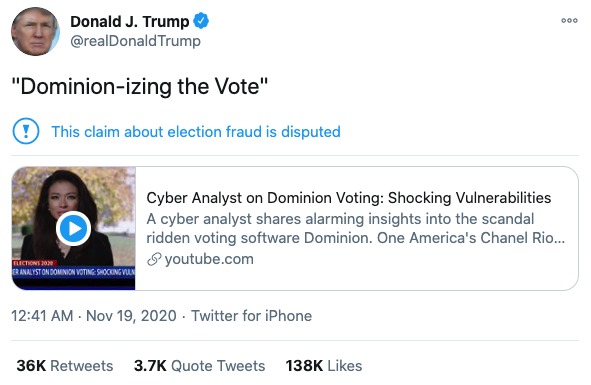 Donald J. Trump
@realDonaldTrump
"Dominion-izing the Vote"
This claim about election fraud is disputed
Cyber Analyst on Dominion Voting: Shocking Vulnerabilities
A cyber analyst shares alarming insights into the scandal
ridden voting software Dominion. One America's Chanel Rio...
youtube.com
ELECTIONS 2020
ER ANALYST ON DOMINION VOTING: SHOCKING VULN
12:41 AM · Nov 19, 2020 · Twitter for iPhone
36K Retweets 3.7K Quote Tweets 138K Likes